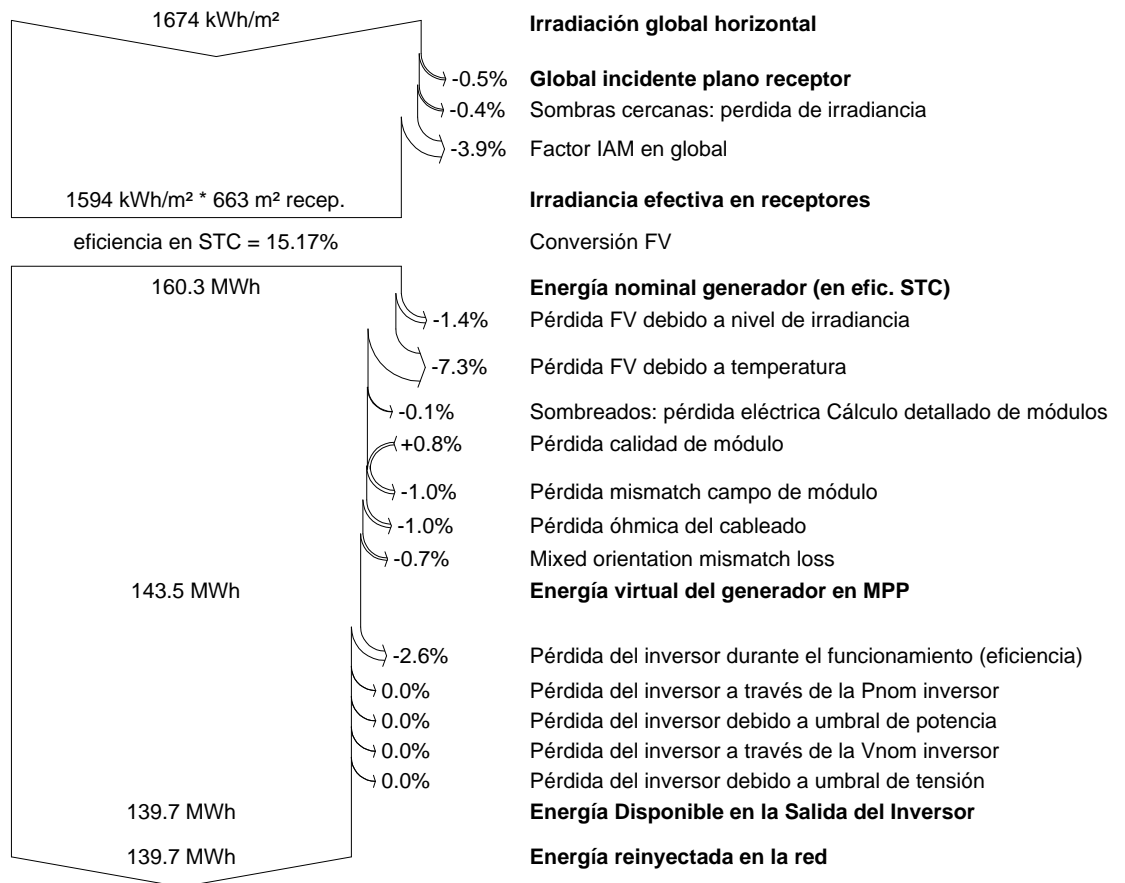 1674 kWh/m² Irradiación global horizontal
-0.5% Global incidente plano receptor
-0.4% Sombras cercanas: perdida de irradiancia
-3.9% Factor IAM en global
1594 kWh/m² * 663 m² recep. Irradiancia efectiva en receptores
eficiencia en STC = 15.17% Conversión FV
160.3 MWh Energía nominal generador (en efic. STC)
-1.4% Pérdida FV debido a nivel de irradiancia
-7.3% Pérdida FV debido a temperatura
-0.1% Sombreados: pérdida eléctrica Cálculo detallado de módulos
+0.8% Pérdida calidad de módulo
-1.0% Pérdida mismatch campo de módulo
-1.0% Pérdida óhmica del cableado
-0.7% Mixed orientation mismatch loss
143.5 MWh Energía virtual del generador en MPP
-2.6% Pérdida del inversor durante el funcionamiento (eficiencia)
0.0% Pérdida del inversor a través de la Pnom inversor
0.0% Pérdida del inversor debido a umbral de potencia
0.0% Pérdida del inversor a través de la Vnom inversor
0.0% Pérdida del inversor debido a umbral de tensión
139.7 MWh Energía Disponible en la Salida del Inversor
139.7 MWh Energía reinyectada en la red